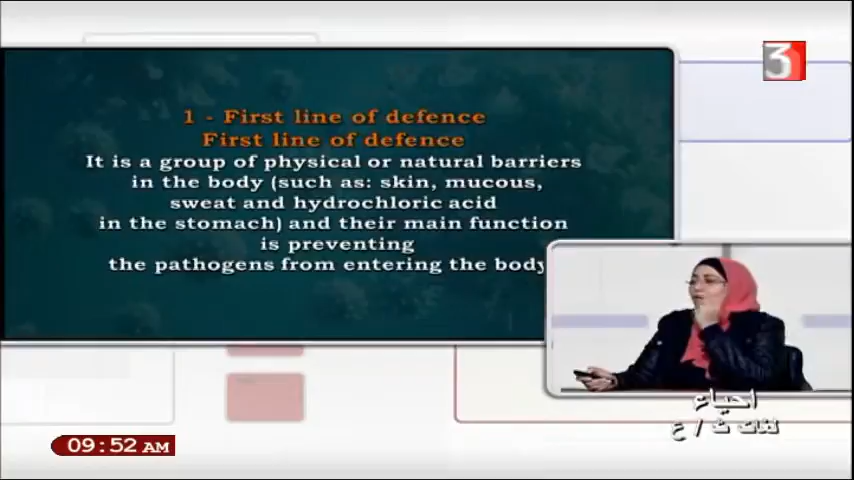 3
1 - First line of defence
First line of defence
It is a group of physical or natural barriers
in the body (such as: skin, mucous,
sweat and hydrochloric acid
in the stomach) and their main function
is preventing
the pathogens from entering the body
احياء
لغات ث / ع
09:52 AM